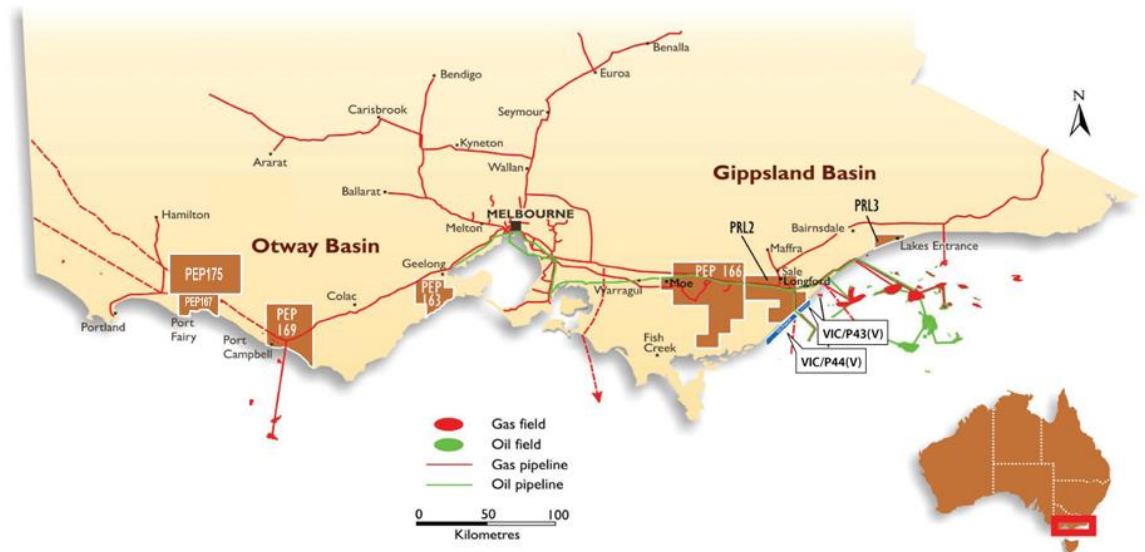 Benalla
Euroa
Bendigo
Seymour
Carisbrook
N
Kyneton
Ararat
Wallan
Gippsland Basin
Ballarat
PRL3
Hamilton
MELBOURNE
PRL2
Bairnsdale
Melton
Maffra
Lakes Entrance
Otway Basin
Geelong
Sale
PEP175
PEP 166
Longford
PEP
163
Moe
Warragul
PEP167
Colac
Portland
Port
Fairy
PEP
169
Port
Campbell
Fish
Creek
VIC/P43(V)
VIC/P44(V)
Gas field
Oil field
Gas pipeline
Oil pipeline
0 50 100
Kilometres